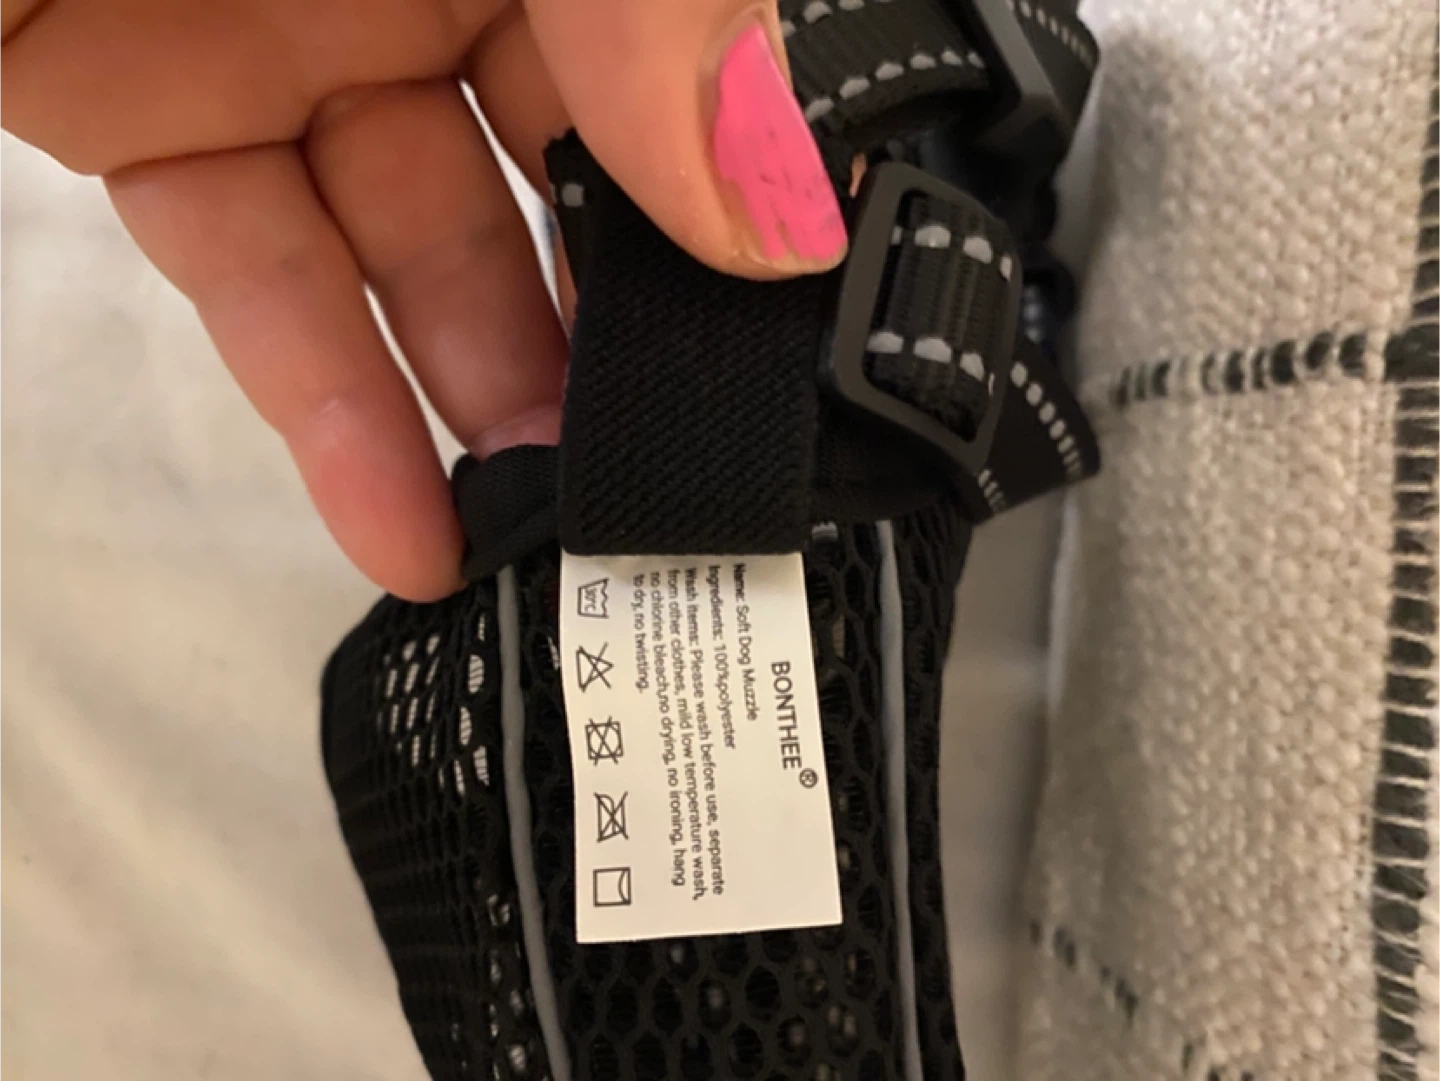 BONTHEE®
Name: Soft Dog Muzzle
Ingredients: 100%polyester
Wash items: Please wash before use, separate
from other clothes, mild low temperature wash,
no chlorine bleach,no drying, no ironing, hang
to dry, no twisting.
30°C